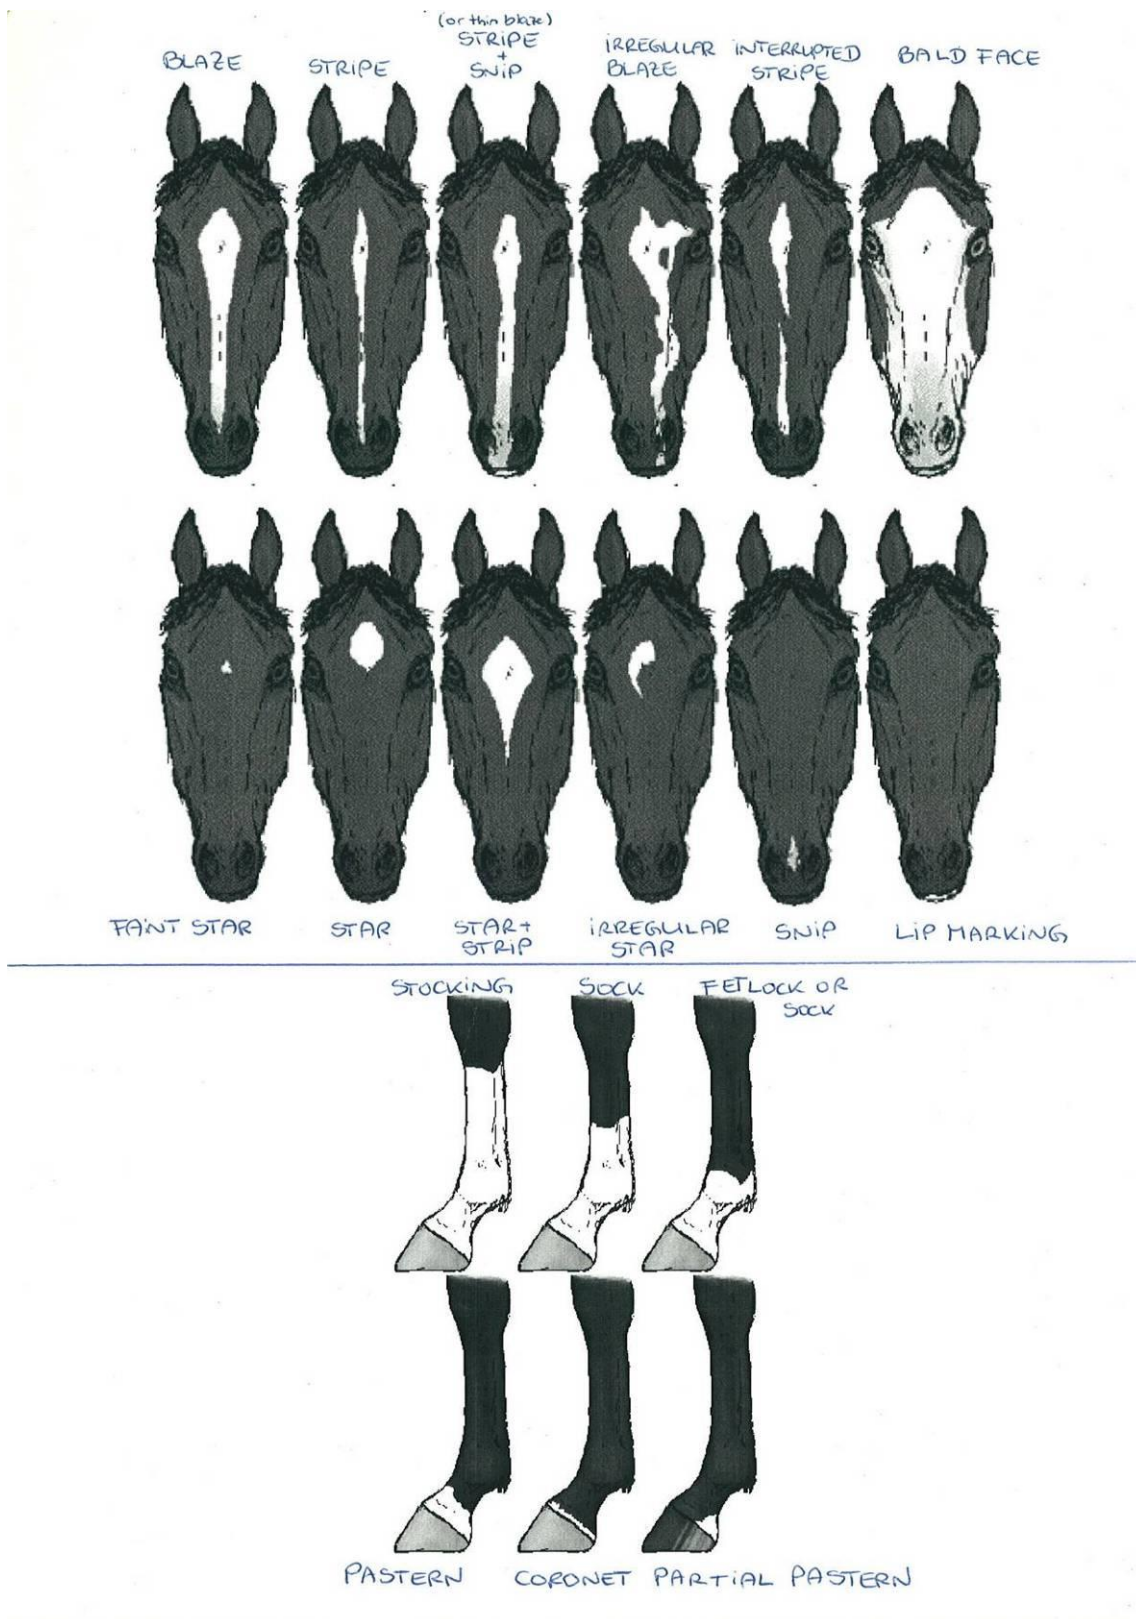 BLAZE
STRIPE
(or thin blaze)
STRIPE
+
SNIP
IRREGULAR
BLAZE
INTERRUPTED
STRIPE
BALD FACE
FAINT STAR
STAR
STAR+
STRIP
IRREGULAR
STAR
SNIP
LIP MARKING
STOCKING
SOCK
FETLOCK OR
SOCK
PASTERN
CORONET
PARTIAL PASTERN